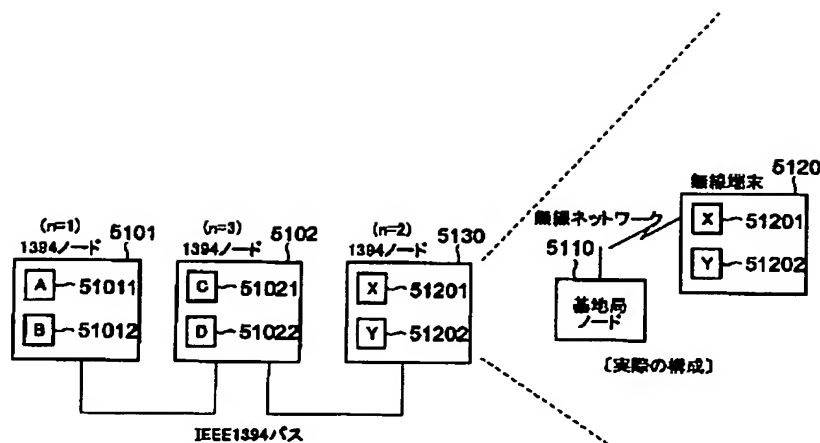 (n=1)
1394ノード
5101
A
51011
B
51012
(n=3)
1394ノード
5102
C
51021
D
51022
(n=2)
1394ノード
5130
X
51201
Y
51202
IEEE1394バス
無線ネットワーク
5110
基地局
ノード
無線端末
5120
X
51201
Y
51202
〔実際の構成〕